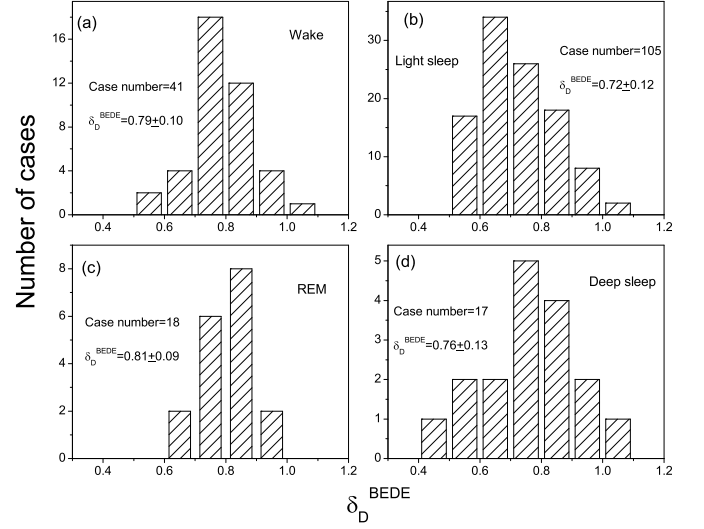 Number of cases
(a)
Wake
Case number=41
δ_D^BEDE=0.79±0.10
16
12
8
4
0
0.4 0.6 0.8 1.0 1.2
(b)
Light sleep
Case number=105
δ_D^BEDE=0.72±0.12
30
20
10
0
0.4 0.6 0.8 1.0 1.2
(c)
REM
Case number=18
δ_D^BEDE=0.81±0.09
8
6
4
2
0
0.4 0.6 0.8 1.0 1.2
(d)
Deep sleep
Case number=17
δ_D^BEDE=0.76±0.13
5
4
3
2
1
0
0.4 0.6 0.8 1.0 1.2
δ_D^BEDE